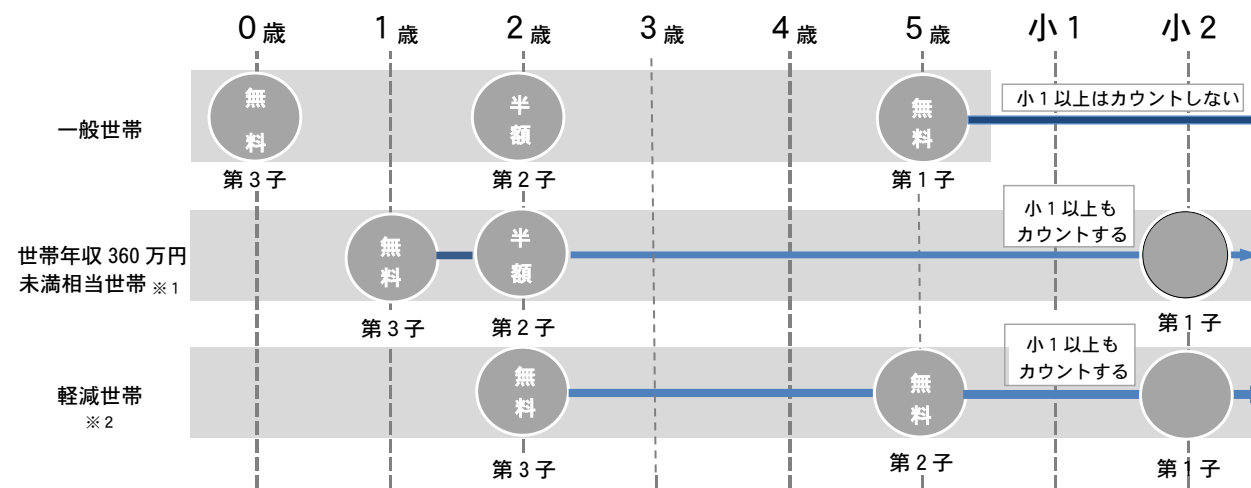 0歳 1歳 2歳 3歳 4歳 5歳 小1 小2
一般世帯
無料
半額
無料
小1以上はカウントしない
第3子 第2子 第1子
世帯年収360万円
未満相当世帯※1
無料
半額
小1以上も
カウントする
第3子 第2子 第1子
軽減世帯
※2
無料
無料
小1以上も
カウントする
第3子 第2子 第1子